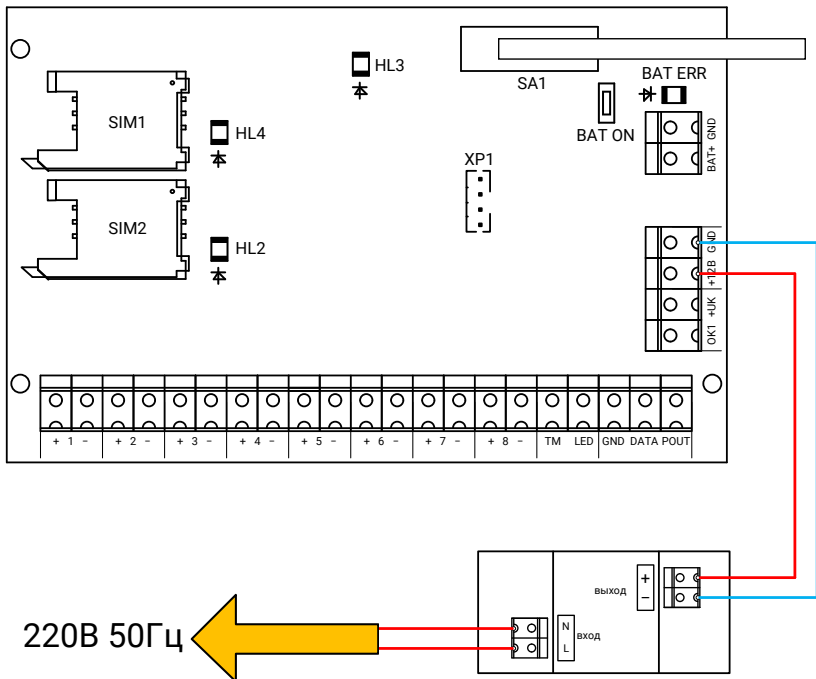 HL3
SA1
BAT ERR
BAT ON
SIM1
HL4
GND
BAT+
XP1
SIM2
HL2
GND
+12В
+UK
OK1
+ 1 - + 2 - + 3 - + 4 - + 5 - + 6 - + 7 - + 8 - TM LED GND DATA POUT
выход
+
-
220В 50Гц
N
L
вход